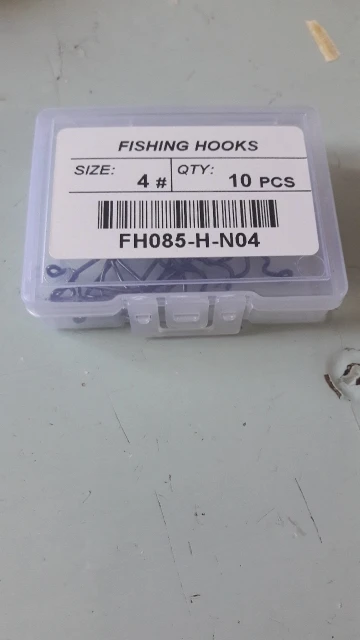 FISHING HOOKS
SIZE: 4 # QTY: 10 PCS
FH085-H-N04